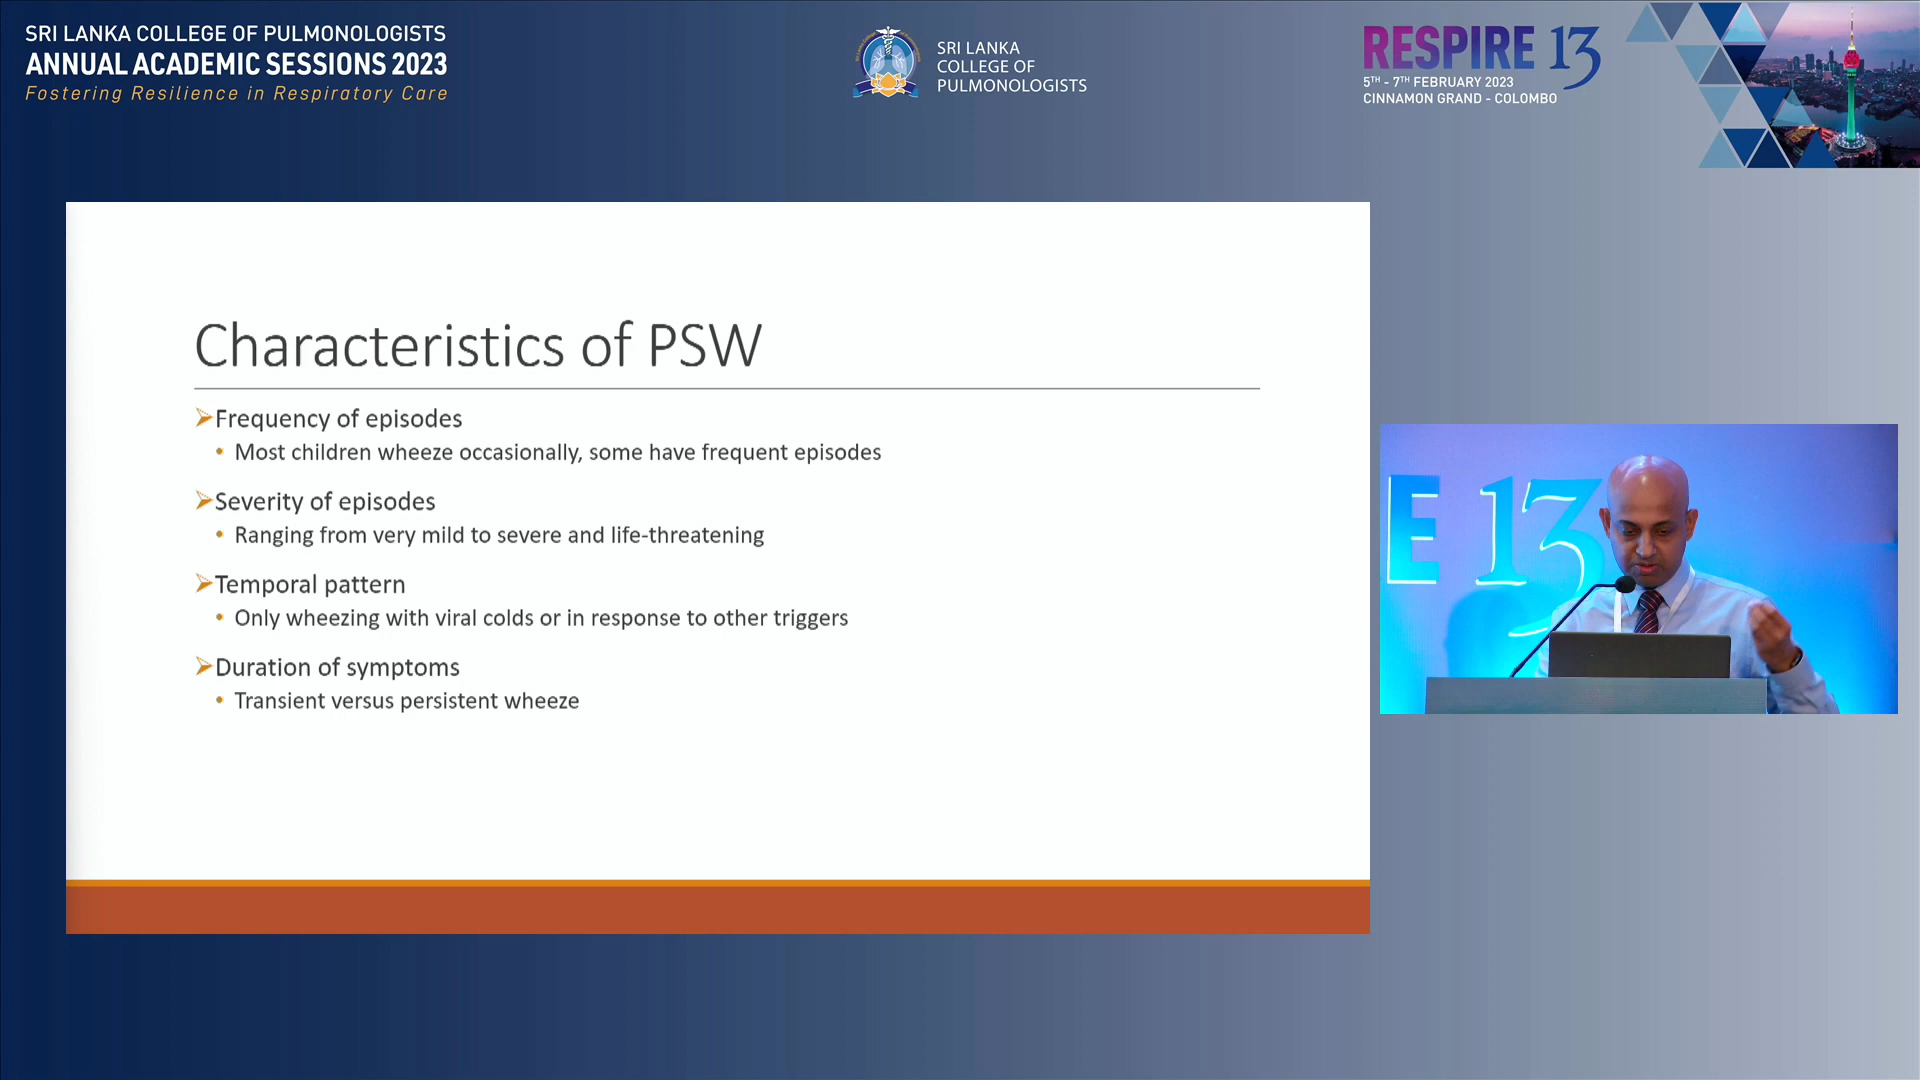 SRI LANKA COLLEGE OF PULMONOLOGISTS
ANNUAL ACADEMIC SESSIONS 2023
Fostering Resilience in Respiratory Care
SRI LANKA
COLLEGE OF
PULMONOLOGISTS
RESPIRE 13
5TH - 7TH FEBRUARY 2023
CINNAMON GRAND - COLOMBO
Characteristics of PSW
➢Frequency of episodes
• Most children wheeze occasionally, some have frequent episodes
➢Severity of episodes
• Ranging from very mild to severe and life-threatening
➢Temporal pattern
• Only wheezing with viral colds or in response to other triggers
➢Duration of symptoms
• Transient versus persistent wheeze
E 13